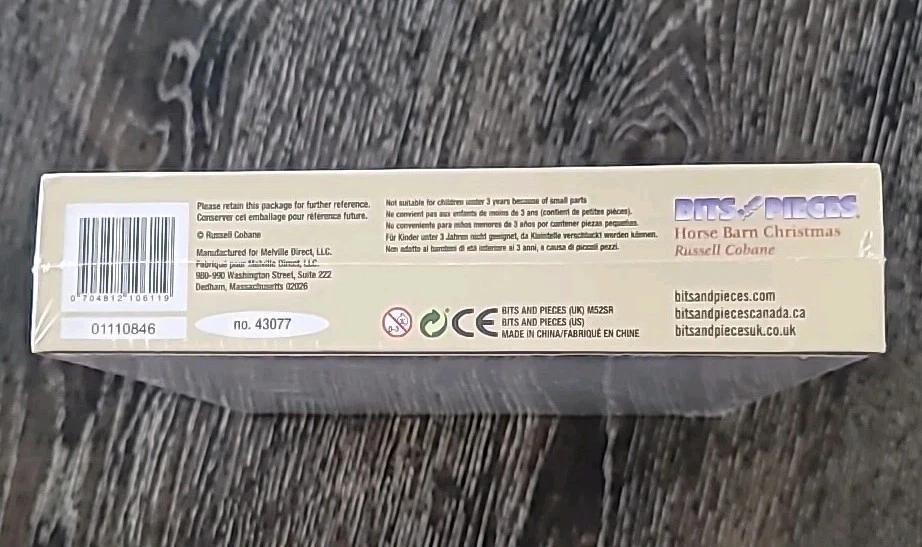 0 704812 106119
01110846
Please retain this package for further reference.
Conserver cet emballage pour référence future.
© Russell Cobane
Manufactured for Melville Direct, LLC.
Fabriqué pour Melville Direct, LLC.
980-990 Washington Street, Suite 222
Dedham, Massachusetts 02026
no. 43077
Not suitable for children under 3 years because of small parts
Ne convient pas aux enfants de moins de 3 ans (contient de petites pièces).
No conveniente para niños menores de 3 años por contener piezas pequeñas.
Für Kinder unter 3 Jahren nicht geeignet, da Kleinteile verschluckt werden können.
Non adatto ai bambini di età inferiore ai 3 anni, a causa di piccoli pezzi.
0-3
CE
BITS AND PIECES (UK) M52SR
BITS AND PIECES (US)
MADE IN CHINA/FABRIQUÉ EN CHINE
BITS PIECES
Horse Barn Christmas
Russell Cobane
bitsandpieces.com
bitsandpiecescanada.ca
bitsandpiecesuk.co.uk